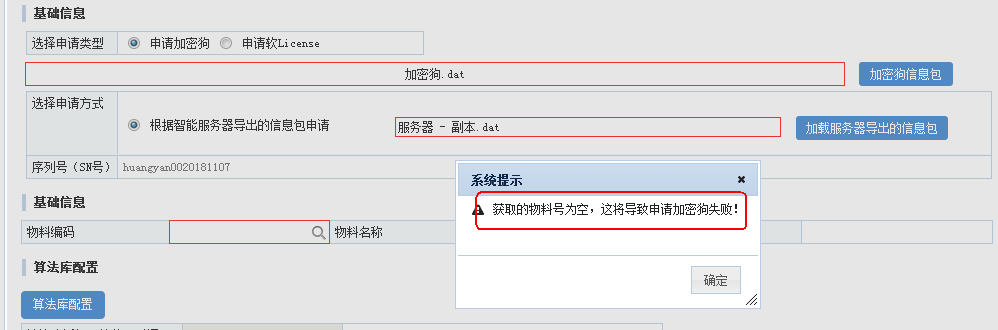 基础信息
选择申请类型 申请加密狗 申请软License
加密狗.dat 加密狗信息包
选择申请方式
根据智能服务器导出的信息包申请 服务器 - 副本.dat 加载服务器导出的信息包
序列号（SN号） huangyan0020181107
系统提示
获取的物料号为空，这将导致申请加密狗失败！
确定
基础信息
物料编码 物料名称
算法库配置
算法库配置